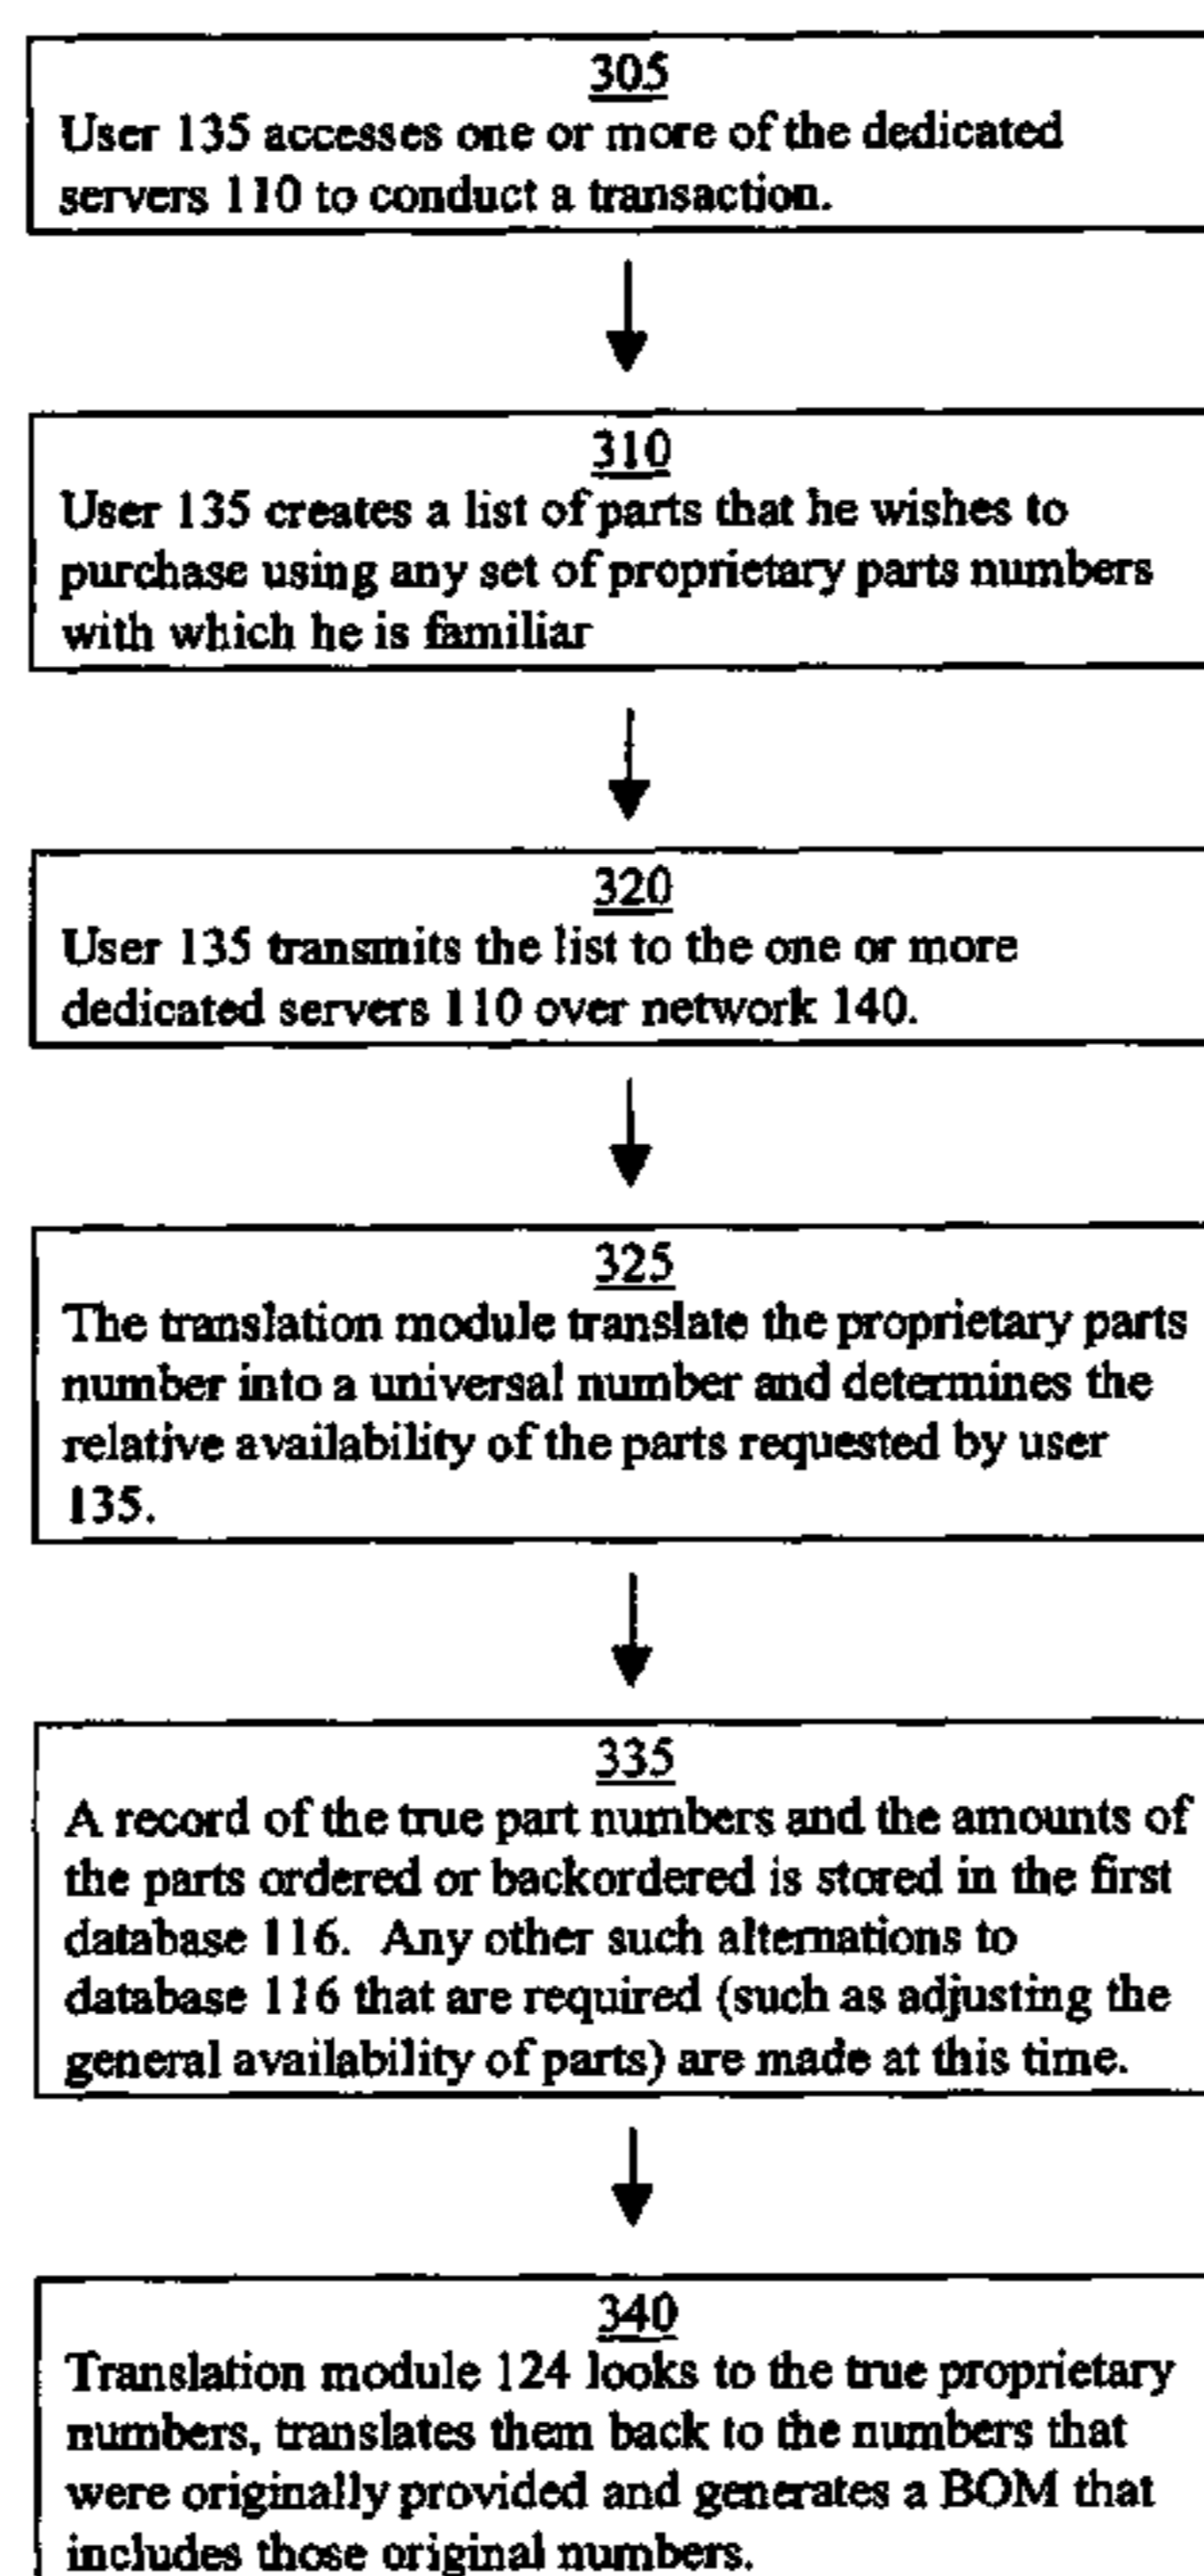 305
User 135 accesses one or more of the dedicated
servers 110 to conduct a transaction.
310
User 135 creates a list of parts that he wishes to
purchase using any set of proprietary parts numbers
with which he is familiar
320
User 135 transmits the list to the one or more
dedicated servers 110 over network 140.
325
The translation module translate the proprietary parts
number into a universal number and determines the
relative availability of the parts requested by user
135.
335
A record of the true part numbers and the amounts of
the parts ordered or backordered is stored in the first
database 116. Any other such alternations to
database 116 that are required (such as adjusting the
general availability of parts) are made at this time.
340
Translation module 124 looks to the true proprietary
numbers, translates them back to the numbers that
were originally provided and generates a BOM that
includes those original numbers.